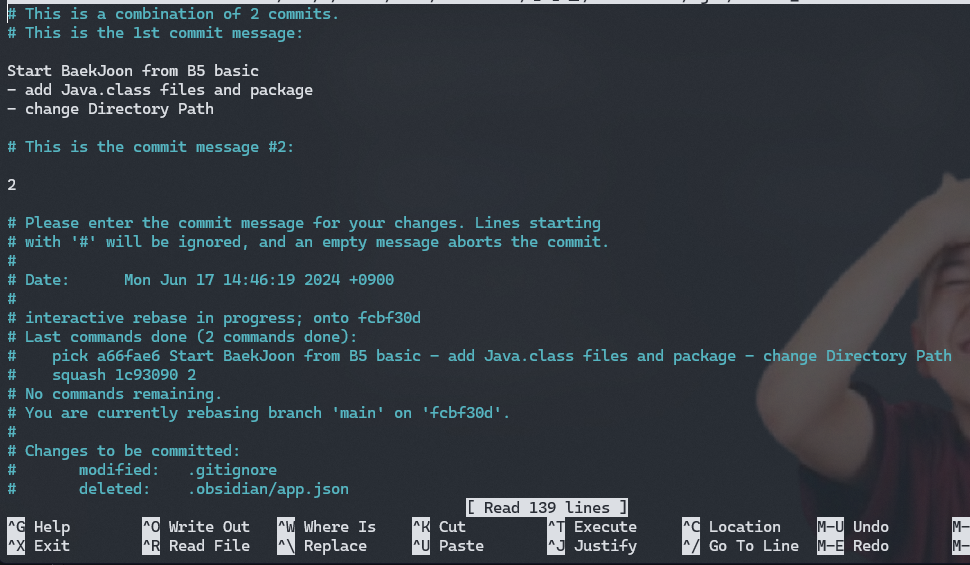 # This is a combination of 2 commits.
# This is the 1st commit message:
Start BaekJoon from B5 basic
- add Java.class files and package
- change Directory Path
# This is the commit message #2:
2
# Please enter the commit message for your changes. Lines starting
# with '#' will be ignored, and an empty message aborts the commit.
#
# Date:      Mon Jun 17 14:46:19 2024 +0900
#
# interactive rebase in progress; onto fcbf30d
# Last commands done (2 commands done):
#    pick a66fae6 Start BaekJoon from B5 basic - add Java.class files and package - change Directory Path
#    squash 1c93090 2
# No commands remaining.
# You are currently rebasing branch 'main' on 'fcbf30d'.
#
# Changes to be committed:
#       modified:   .gitignore
#       deleted:    .obsidian/app.json
[ Read 139 lines ]
^G Help ^O Write Out ^W Where Is ^K Cut ^T Execute ^C Location M-U Undo M-
^X Exit ^R Read File ^\ Replace ^U Paste ^J Justify ^/ Go To Line M-E Redo M-